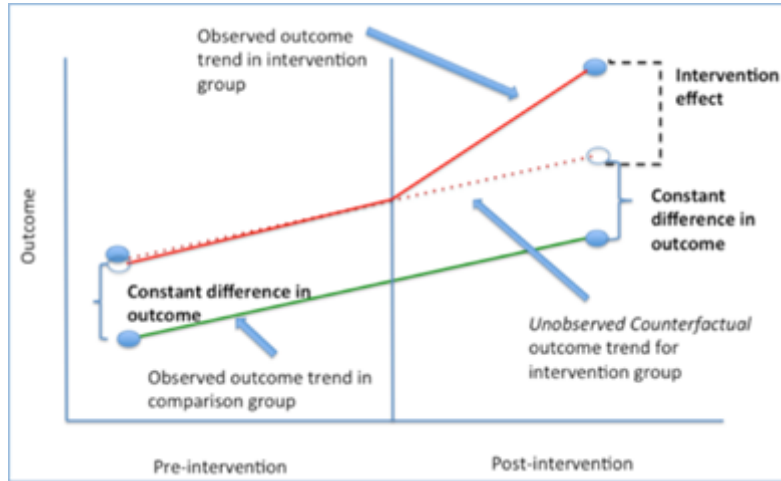 Observed outcome
trend in intervention
group
Intervention
effect
Constant
difference in
outcome
Outcome
Constant difference in
outcome
Unobserved Counterfactual
outcome trend for
intervention group
Observed outcome trend in
comparison group
Pre-intervention
Post-intervention